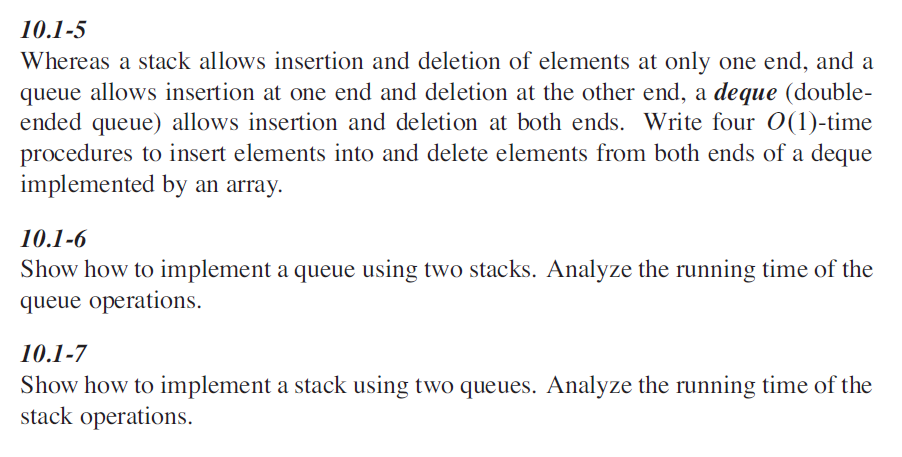 10.1-5
Whereas a stack allows insertion and deletion of elements at only one end, and a
queue allows insertion at one end and deletion at the other end, a deque (double-
ended queue) allows insertion and deletion at both ends. Write four O(1)-time
procedures to insert elements into and delete elements from both ends of a deque
implemented by an array.
10.1-6
Show how to implement a queue using two stacks. Analyze the running time of the
queue operations.
10.1-7
Show how to implement a stack using two queues. Analyze the running time of the
stack operations.